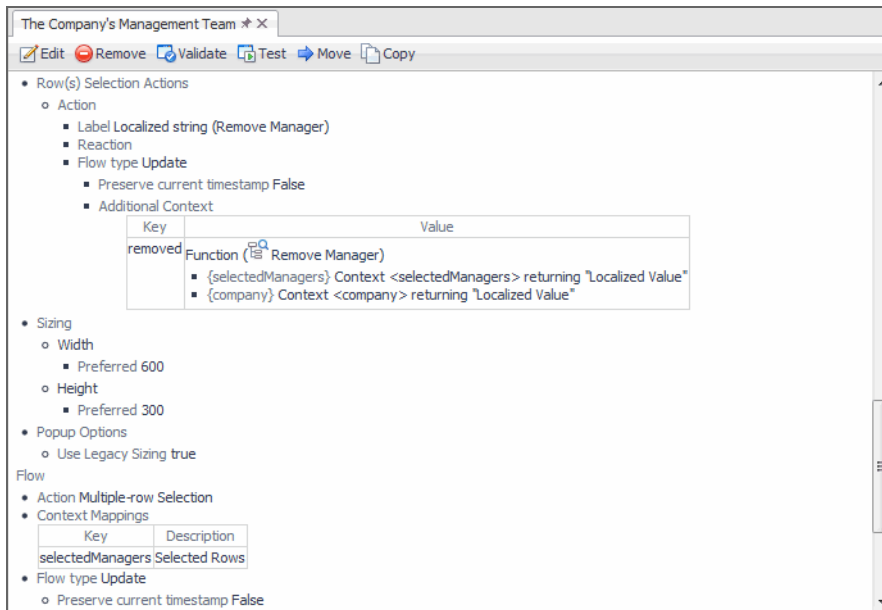 The Company's Management Team
Edit Remove Validate Test Move Copy
Row(s) Selection Actions
Action
Label Localized string (Remove Manager)
Reaction
Flow type Update
Preserve current timestamp False
Additional Context
Key Value
removed Function ( Remove Manager)
{selectedManagers} Context <selectedManagers> returning "Localized Value"
{company} Context <company> returning "Localized Value"
Sizing
Width
Preferred 600
Height
Preferred 300
Popup Options
Use Legacy Sizing true
Flow
Action Multiple-row Selection
Context Mappings
Key Description
selectedManagers Selected Rows
Flow type Update
Preserve current timestamp False